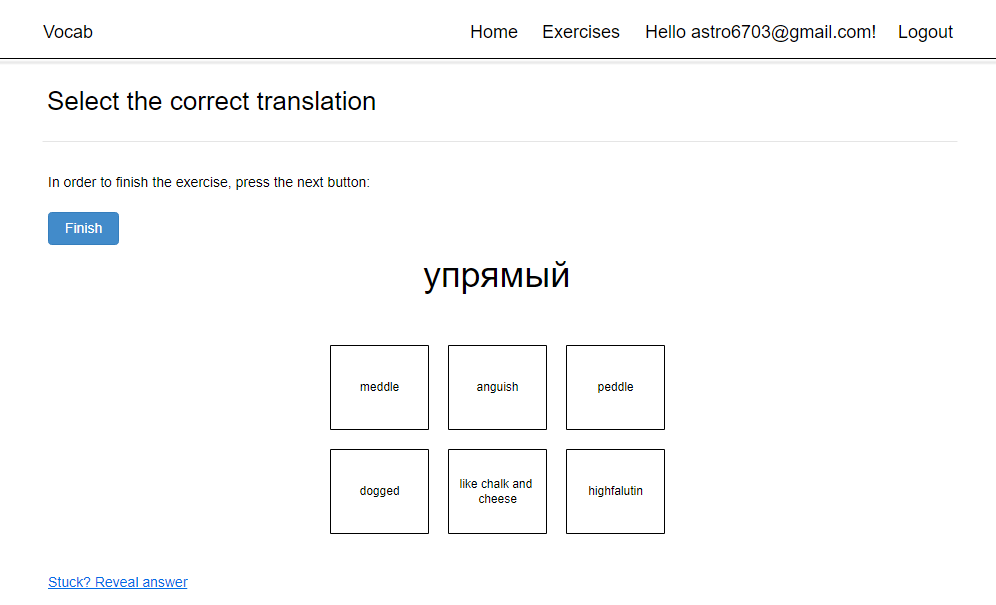 Vocab Home Exercises Hello astro6703@gmail.com! Logout
Select the correct translation
In order to finish the exercise, press the next button:
Finish
упрямый
meddle anguish peddle
dogged like chalk and cheese highfalutin
Stuck? Reveal answer